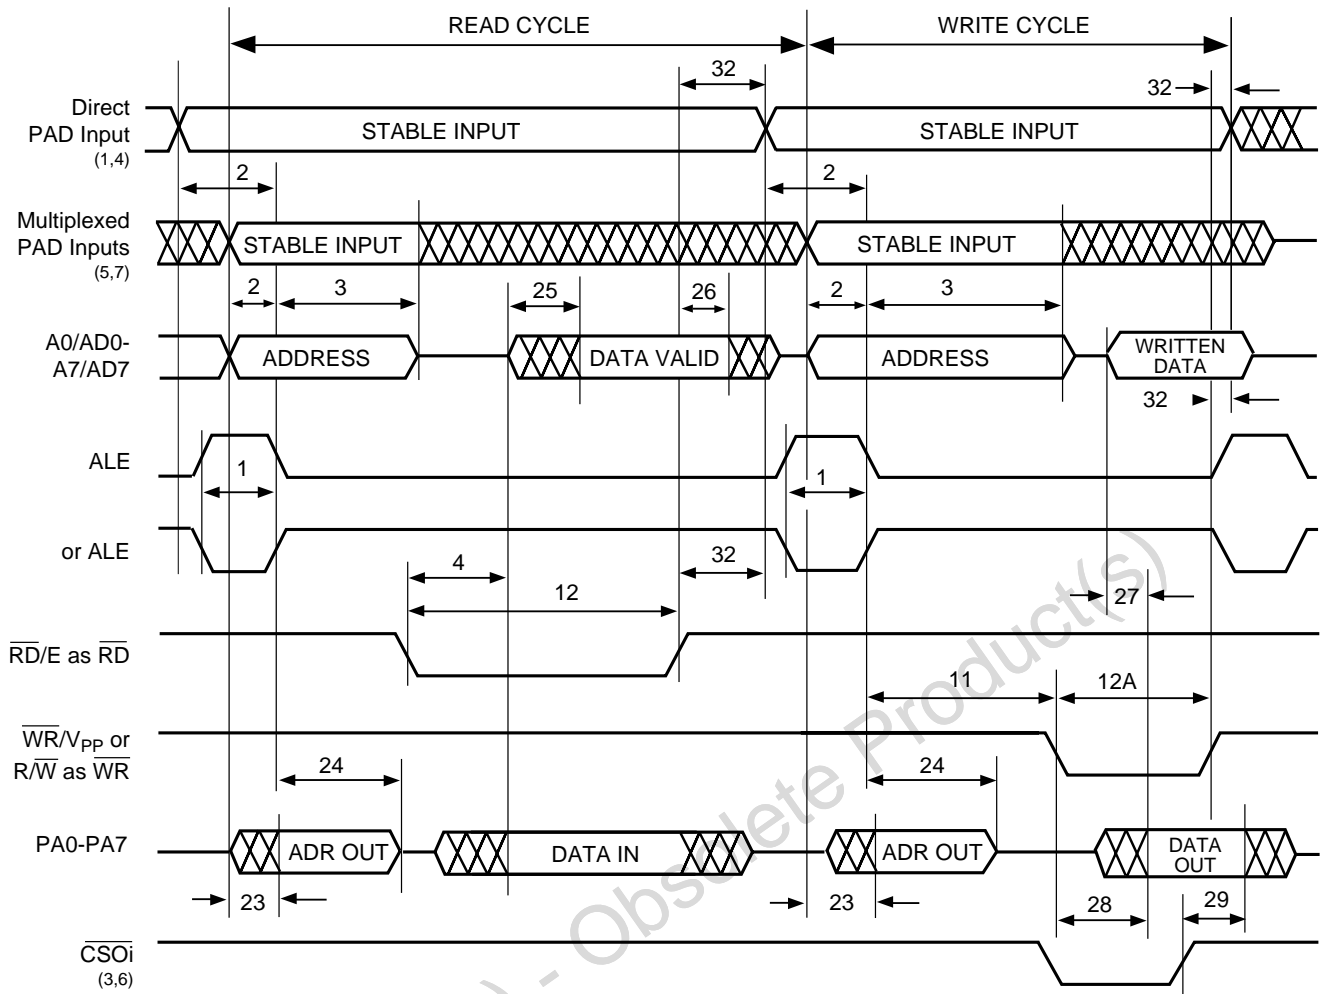 READ CYCLE
WRITE CYCLE
32
32
Direct
PAD Input
(1,4)
STABLE INPUT
STABLE INPUT
2
2
Multiplexed
PAD Inputs
(5,7)
STABLE INPUT
STABLE INPUT
2
3
25
26
2
3
A0/AD0-
A7/AD7
ADDRESS
DATA VALID
ADDRESS
WRITTEN
DATA
32
ALE
1
1
or ALE
4
32
12
27
RD/E as RD
11
12A
WR/VPP or
R/W as WR
24
24
PA0-PA7
ADR OUT
DATA IN
ADR OUT
DATA
OUT
23
23
28
29
CSOi
(3,6)
) - Obsolete Product(s)